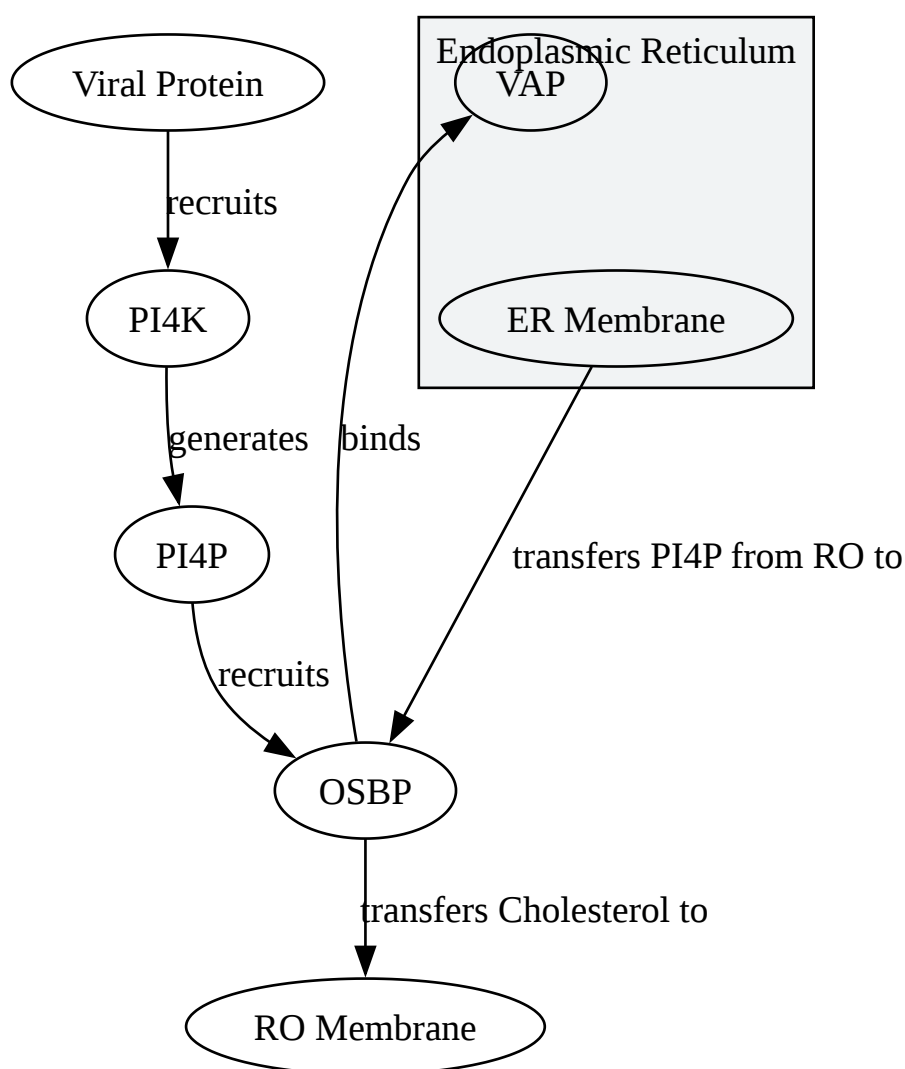 Endoplasmic Reticulum
Viral Protein
VAP
recruits
PI4K
ER Membrane
generates
binds
PI4P
transfers PI4P from RO to
recruits
OSBP
transfers Cholesterol to
RO Membrane